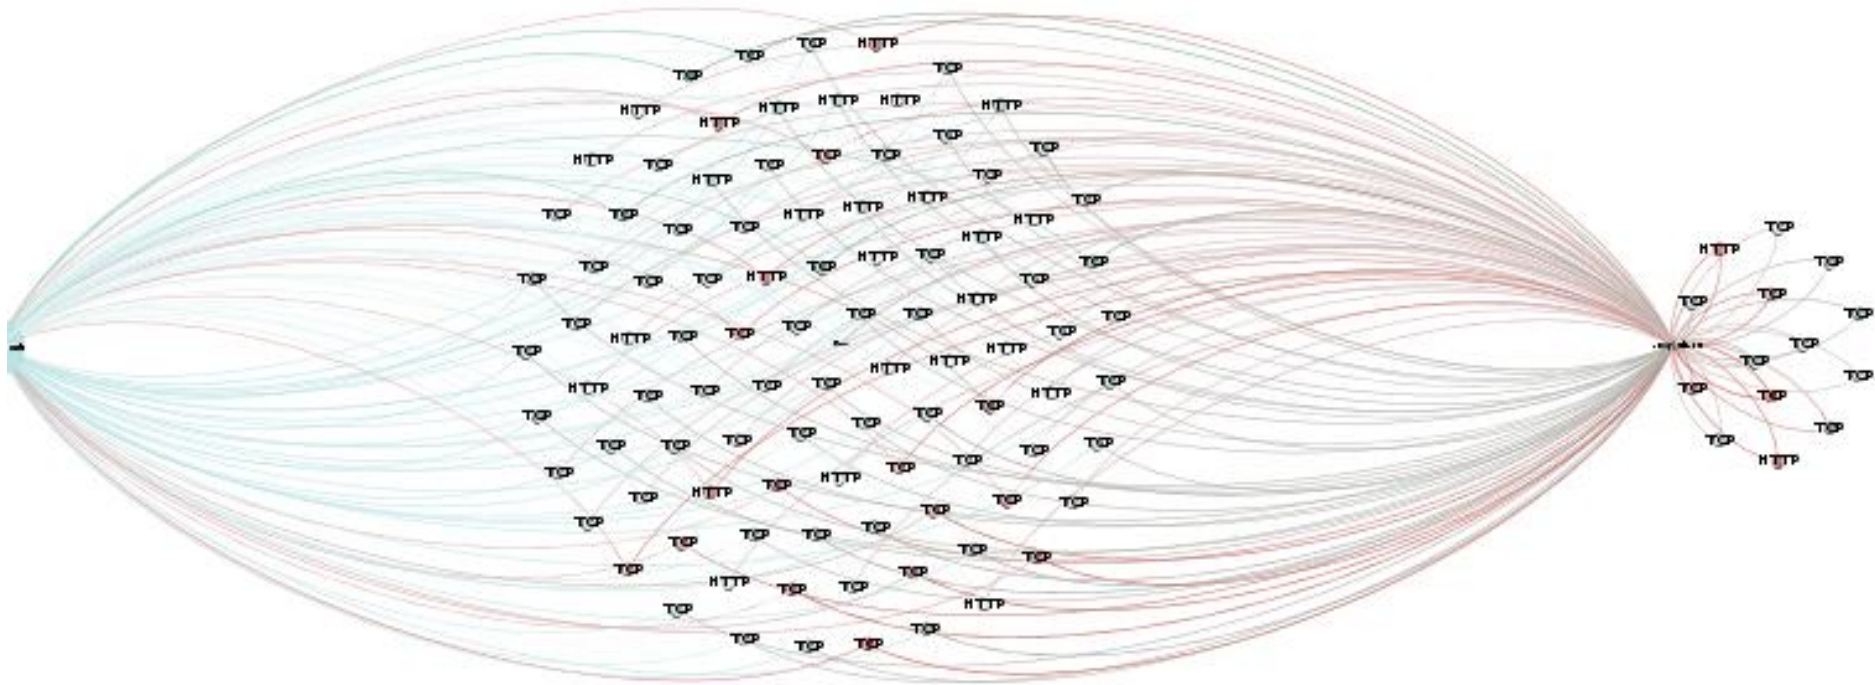 TCP TCP HTTP
TCP TCP
HTTP HTTP HTTP HTTP HTTP
HTTP TCP
HTTP TCP HTTP TCP TCP TCP TCP TCP
TCP TCP HTTP HTTP HTTP HTTP TCP
TCP TCP HTTP TCP
TCP TCP TCP TCP HTTP TCP HTTP TCP TCP TCP HTTP TCP
TCP HTTP TCP TCP TCP
TCP HTTP TCP TCP TCP TCP TCP TCP TCP TCP
1 TCP HTTP HTTP HTTP TCP TCP
HTTP TCP TCP TCP TCP HTTP TCP TCP TCP TCP
TCP TCP TCP TCP
TCP TCP TCP TCP TCP TCP TCP TCP
TCP HTTP TCP TCP HTTP
TCP HTTP TCP TCP TCP
TCP TCP TCP TCP TCP
TCP TCP TCP
TCP HTTP TCP TCP TCP
TCP HTTP
TCP TCP TCP TCP